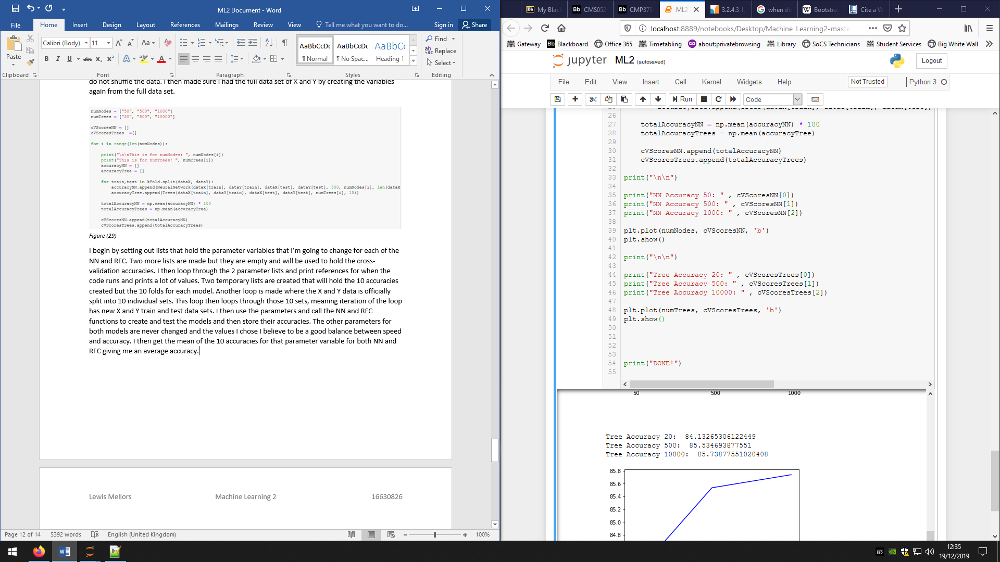 ML2 Document - Word
File Home Insert Design Layout References Mailings Review View Tell me what you want to do... Sign in Share
Paste
Calibri (Body) 11
AaBbCcDc AaBbCcDc AaBbCc
¶ Normal ¶ No Spac... Heading 1
Find
Replace
Select
Clipboard Font Paragraph Styles Editing
do not shuffle the data. I then made sure I had the full data set of X and Y by creating the variables
again from the full data set.
numNodes = ["50", "500", "1000"]
numTrees = ["20", "500", "10000"]
cVScoresNN = []
cVScoresTrees =[]
for i in range(len(numNodes)):
print("\n\nThis is for numNodes: ", numNodes[i])
print("This is for numTrees: ", numTrees[i])
accuracyNN = []
accuracyTree = []
for train,test in kFold.split(dataX, dataY):
accuracyNN.append(NeuralNetwork(dataX[train], dataY[train], dataX[test], dataY[test], 500, numNodes[i], len(dataX
accuracyTree.append(Trees(dataX[train], dataY[train], dataX[test], dataY[test], numTrees[i], 15))
totalAccuracyNN = np.mean(accuracyNN) * 100
totalAccuracyTrees = np.mean(accuracyTree)
cVScoresNN.append(totalAccuracyNN)
cVScoresTrees.append(totalAccuracyTrees)
Figure (29)
I begin by setting out lists that hold the parameter variables that I'm going to change for each of the
NN and RFC. Two more lists are made but they are empty and will be used to hold the cross-
validation accuracies. I then loop through the 2 parameter lists and print references for when the
code runs and prints a lot of values. Two temporary lists are created that will hold the 10 accuracies
created but the 10 folds for each model. Another loop is made where the X and Y data is officially
split into 10 individual sets. This loop then loops through those 10 sets, meaning iteration of the loop
has new X and Y train and test data sets. I then use the parameters and call the NN and RFC
functions to create and test the models and then store their accuracies. The other parameters for
both models are never changed and the values I chose I believe to be a good balance between speed
and accuracy. I then get the mean of the 10 accuracies for that parameter variable for both NN and
RFC giving me an average accuracy.
Lewis Mellors Machine Learning 2 16630826
Page 12 of 14 5392 words English (United Kingdom) 100%
My Blac CMS052 CMP375 ML2 3.2.4.3.1. when do Bootstra Cite a W
localhost:8889/notebooks/Desktop/Machine_Learning2-maste
Gateway Blackboard Office 365 Timetabling about:privatebrowsing Library SoCS Technicians Student Services Big White Wall
jupyter ML2 (autosaved) Logout
File Edit View Insert Cell Kernel Widgets Help Not Trusted Python 3
Run Code
26
27 totalAccuracyNN = np.mean(accuracyNN) * 100
28 totalAccuracyTrees = np.mean(accuracyTree)
29
30 cVScoresNN.append(totalAccuracyNN)
31 cVScoresTrees.append(totalAccuracyTrees)
32
33 print("\n\n")
34
35 print("NN Accuracy 50: " , cVScoresNN[0])
36 print("NN Accuracy 500: " , cVScoresNN[1])
37 print("NN Accuracy 1000: " , cVScoresNN[2])
38
39 plt.plot(numNodes, cVScoresNN, 'b')
40 plt.show()
41
42 print("\n\n")
43
44 print("Tree Accuracy 20: " , cVScoresTrees[0])
45 print("Tree Accuracy 500: " , cVScoresTrees[1])
46 print("Tree Accuracy 10000: " , cVScoresTrees[2])
47
48 plt.plot(numTrees, cVScoresTrees, 'b')
49 plt.show()
50
51
52
53
54 print("DONE!")
55
50 500 1000
Tree Accuracy 20: 84.13265306122449
Tree Accuracy 500: 85.534693877551
Tree Accuracy 10000: 85.73877551020408
85.8
85.6
85.4
85.2
85.0
84.8
12:35
19/12/2019